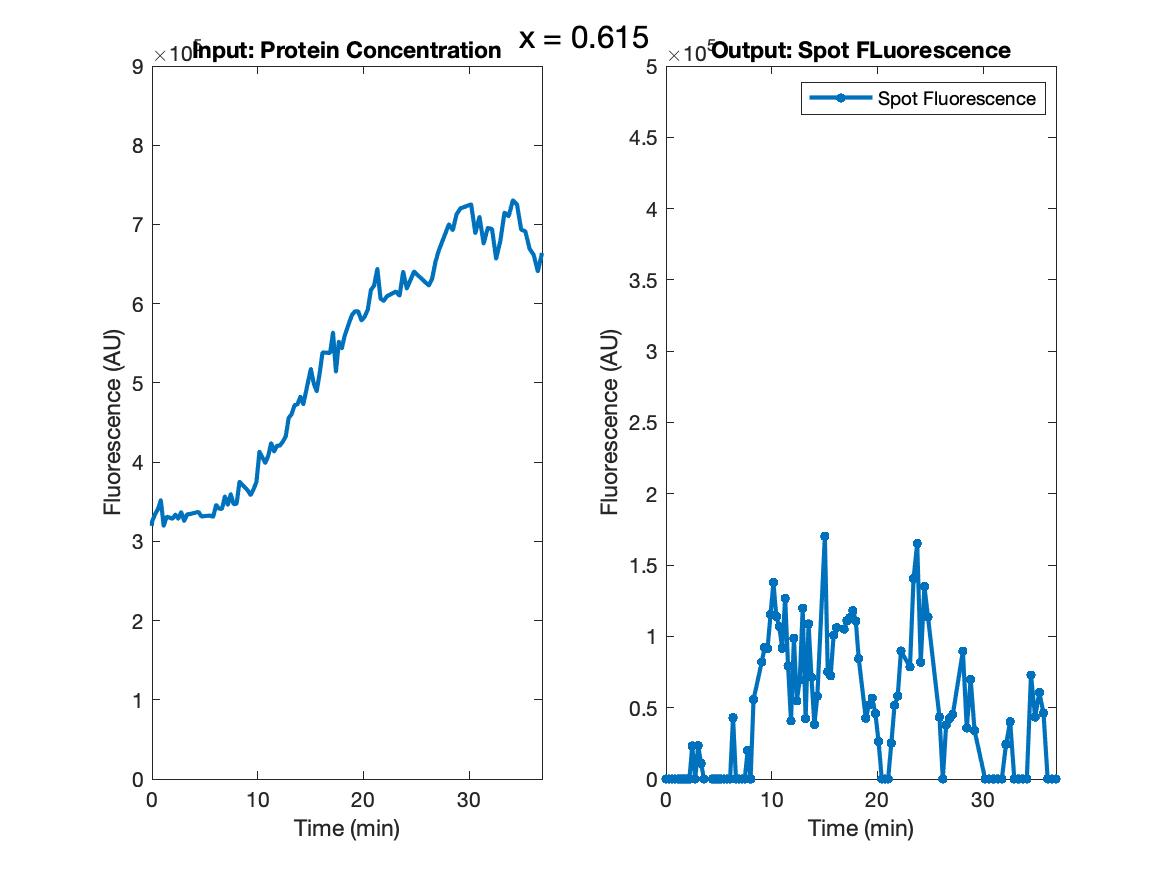 x = 0.615
×10⁵
Input: Protein Concentration
×10⁵
Output: Spot FLuorescence
Spot Fluorescence
9
8
7
6
5
4
3
2
1
0
Fluorescence (AU)
0 10 20 30
Time (min)
5
4.5
4
3.5
3
2.5
2
1.5
1
0.5
0
Fluorescence (AU)
0 10 20 30
Time (min)